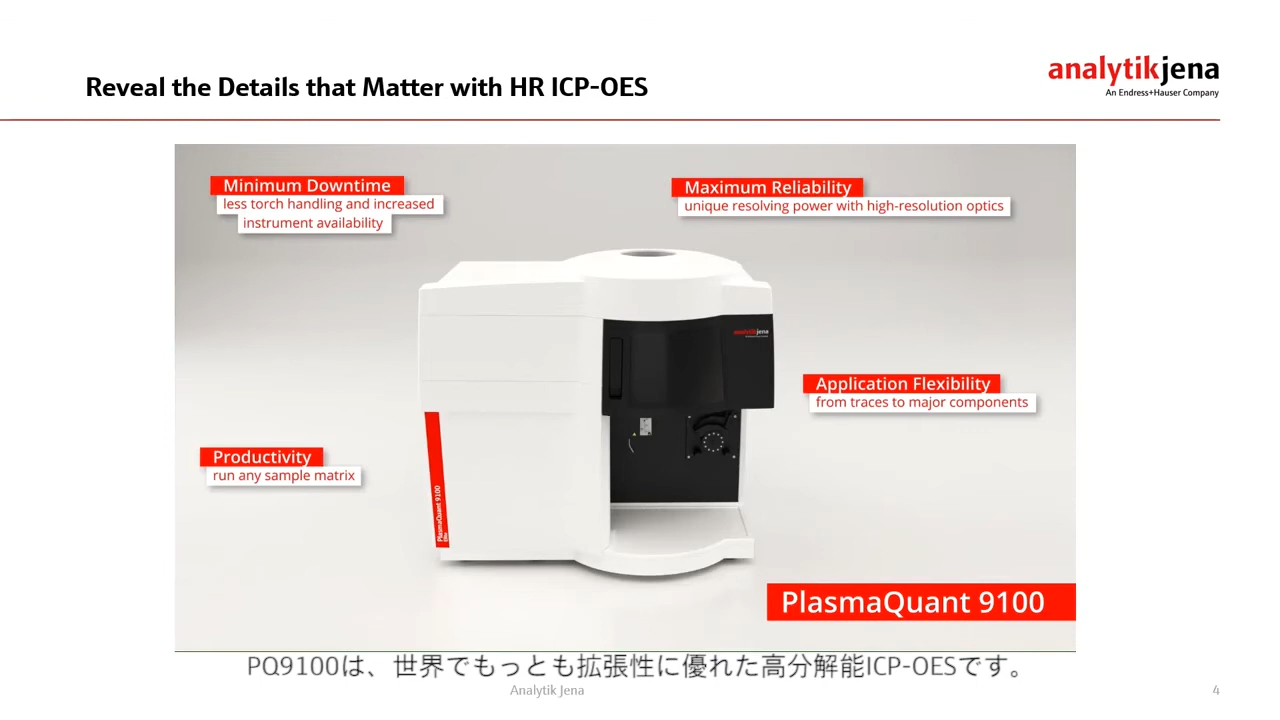 Reveal the Details that Matter with HR ICP-OES
analytikjena
An Endress+Hauser Company
Minimum Downtime
less torch handling and increased
instrument availability
Maximum Reliability
unique resolving power with high-resolution optics
analytikjena
Application Flexibility
from traces to major components
Productivity
run any sample matrix
PlasmaQuant 9100
Elite
PlasmaQuant 9100
PQ9100は、世界でもっとも拡張性に優れた高分解能ICP-OESです。
Analytik Jena
4